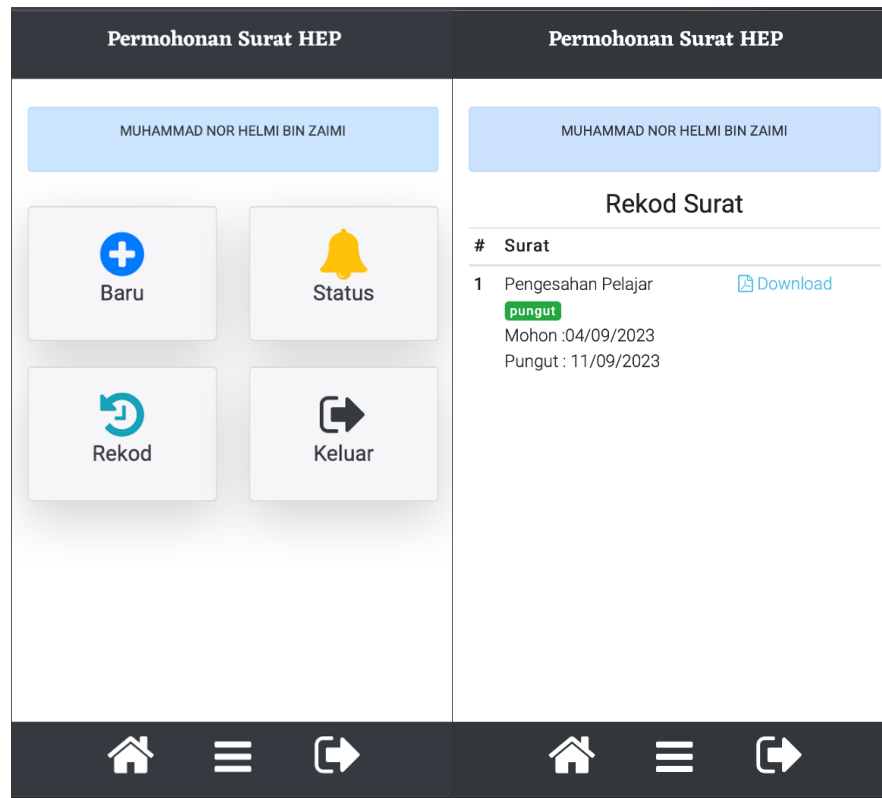 Permohonan Surat HEP
MUHAMMAD NOR HELMI BIN ZAIMI
Baru
Status
Rekod
Keluar
Permohonan Surat HEP
MUHAMMAD NOR HELMI BIN ZAIMI
Rekod Surat
# Surat
1 Pengesahan Pelajar Download
pungut
Mohon :04/09/2023
Pungut : 11/09/2023